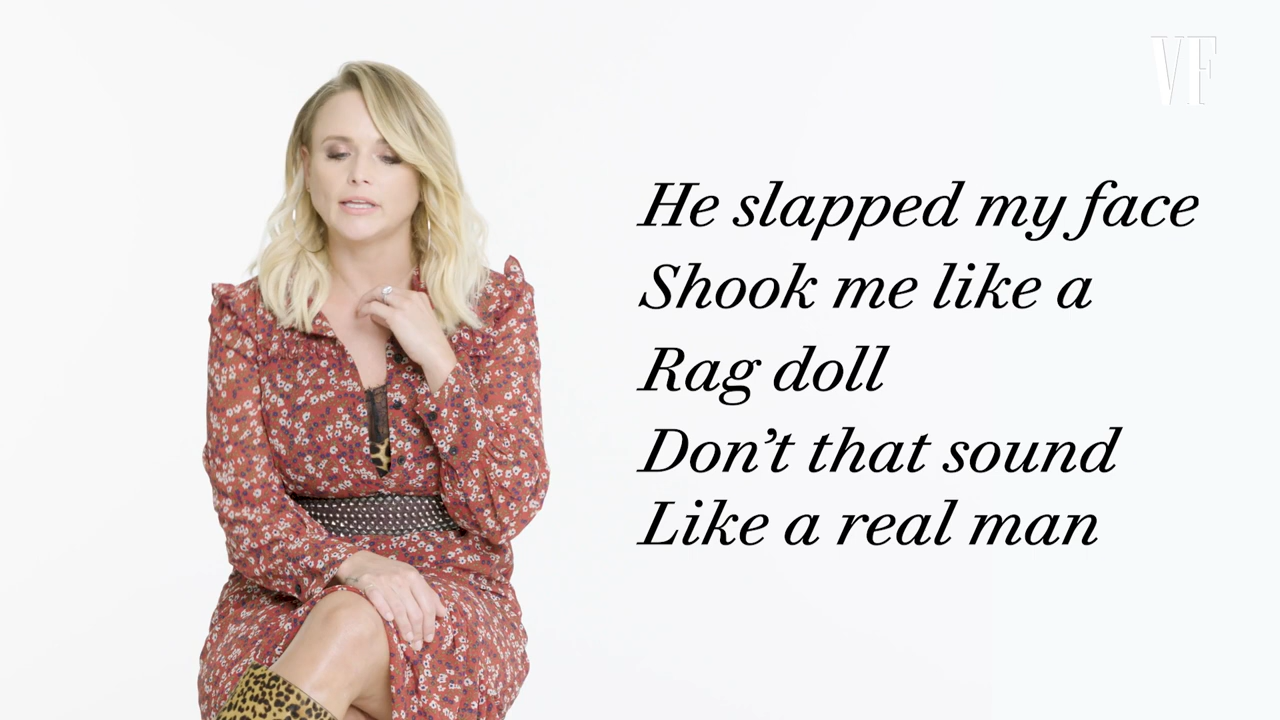 VF
He slapped my face
Shook me like a
Rag doll
Don’t that sound
Like a real man